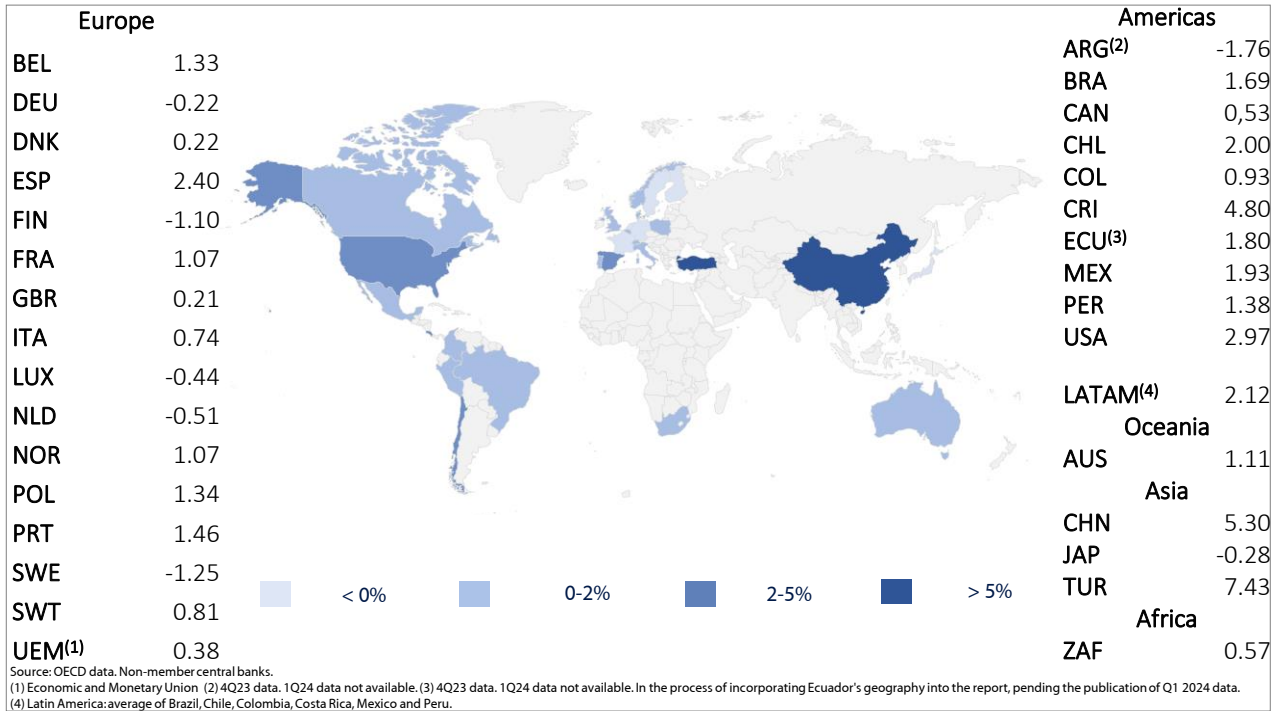 Europe
BEL 1.33
DEU -0.22
DNK 0.22
ESP 2.40
FIN -1.10
FRA 1.07
GBR 0.21
ITA 0.74
LUX -0.44
NLD -0.51
NOR 1.07
POL 1.34
PRT 1.46
SWE -1.25
SWT 0.81
UEM(1) 0.38
< 0% 0-2% 2-5% > 5%
Americas
ARG(2) -1.76
BRA 1.69
CAN 0,53
CHL 2.00
COL 0.93
CRI 4.80
ECU(3) 1.80
MEX 1.93
PER 1.38
USA 2.97
LATAM(4) 2.12
Oceania
AUS 1.11
Asia
CHN 5.30
JAP -0.28
TUR 7.43
Africa
ZAF 0.57
Source: OECD data. Non-member central banks.
(1) Economic and Monetary Union (2) 4Q23 data. 1Q24 data not available. (3) 4Q23 data. 1Q24 data not available. In the process of incorporating Ecuador's geography into the report, pending the publication of Q1 2024 data.
(4) Latin America: average of Brazil, Chile, Colombia, Costa Rica, Mexico and Peru.